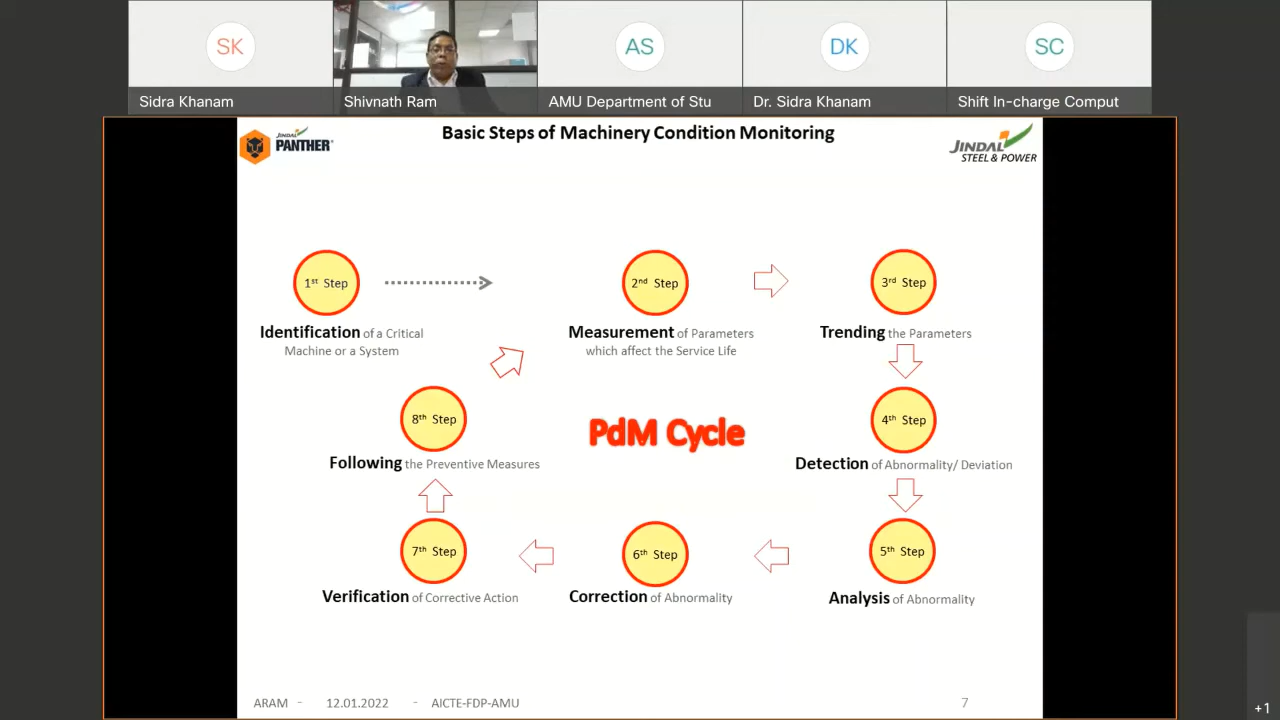 SK
AS
DK
SC
Sidra Khanam
Shivnath Ram
AMU Department of Stu
Dr. Sidra Khanam
Shift In-charge Comput
JINDAL
PANTHER®
Basic Steps of Machinery Condition Monitoring
JINDAL
STEEL & POWER
1st Step
Identification of a Critical
Machine or a System
2nd Step
Measurement of Parameters
which affect the Service Life
3rd Step
Trending the Parameters
8th Step
Following the Preventive Measures
PdM Cycle
4th Step
Detection of Abnormality/ Deviation
7th Step
Verification of Corrective Action
6th Step
Correction of Abnormality
5th Step
Analysis of Abnormality
ARAM - 12.01.2022 - AICTE-FDP-AMU
7
+1